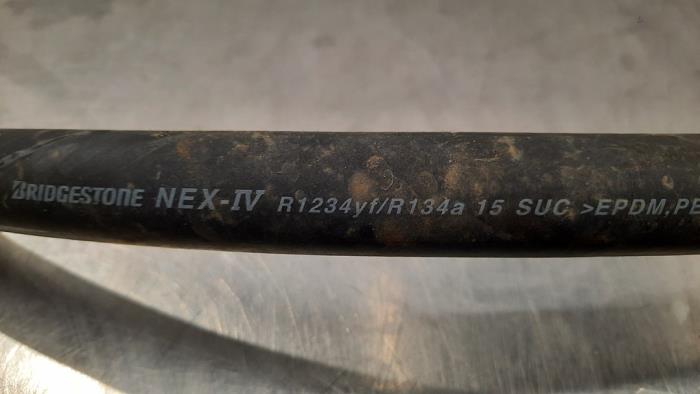 BRIDGESTONE NEX-IV R1234yf/R134a 15 SUC >EPDM,PE